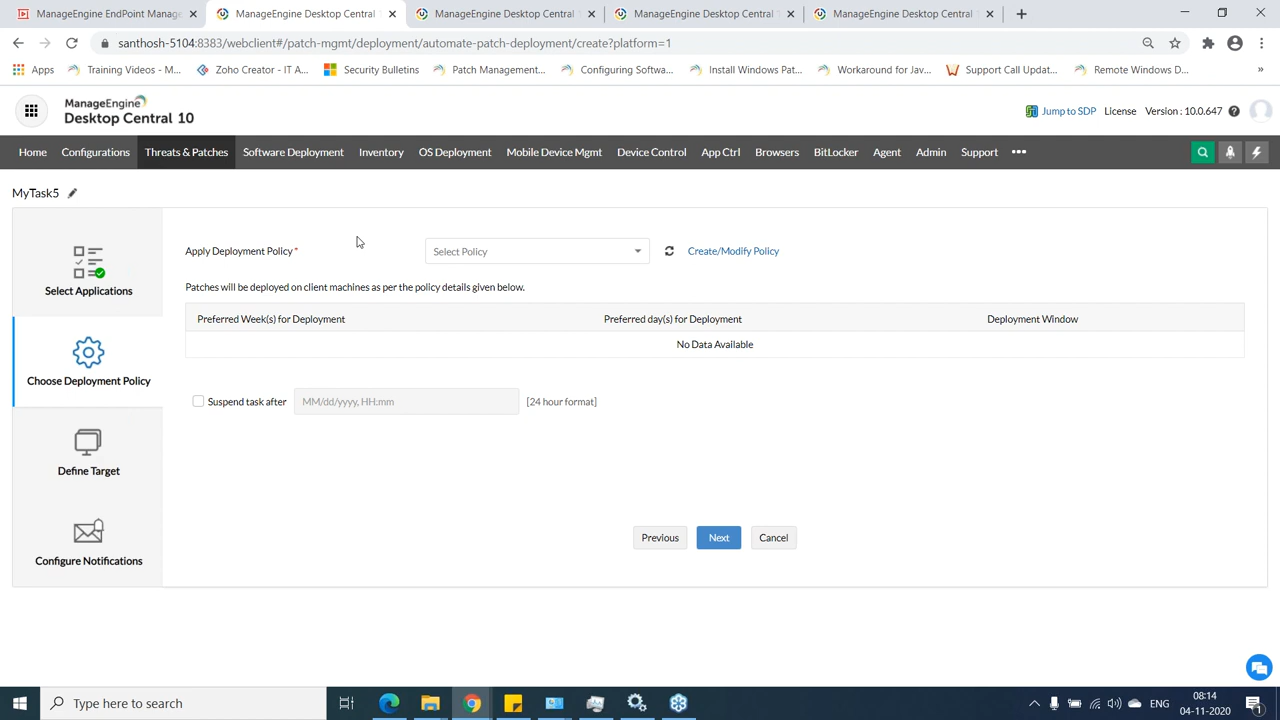 ManageEngine EndPoint Manage
ManageEngine Desktop Central
ManageEngine Desktop Central
ManageEngine Desktop Central
ManageEngine Desktop Central
santhosh-5104:8383/webclient#/patch-mgmt/deployment/automate-patch-deployment/create?platform=1
Apps
Training Videos - M...
Zoho Creator - IT A...
Security Bulletins
Patch Management...
Configuring Softwa...
Install Windows Pat...
Workaround for Jav...
Support Call Updat...
Remote Windows D...
»
ManageEngine
Desktop Central 10
Jump to SDP
License
Version : 10.0.647
Home
Configurations
Threats & Patches
Software Deployment
Inventory
OS Deployment
Mobile Device Mgmt
Device Control
App Ctrl
Browsers
BitLocker
Agent
Admin
Support
MyTask5
Select Applications
Choose Deployment Policy
Define Target
Configure Notifications
Apply Deployment Policy *
Select Policy
Create/Modify Policy
Patches will be deployed on client machines as per the policy details given below.
Preferred Week(s) for Deployment
Preferred day(s) for Deployment
Deployment Window
No Data Available
Suspend task after
MM/dd/yyyy, HH:mm
[24 hour format]
Previous
Next
Cancel
Type here to search
ENG
08:14
04-11-2020